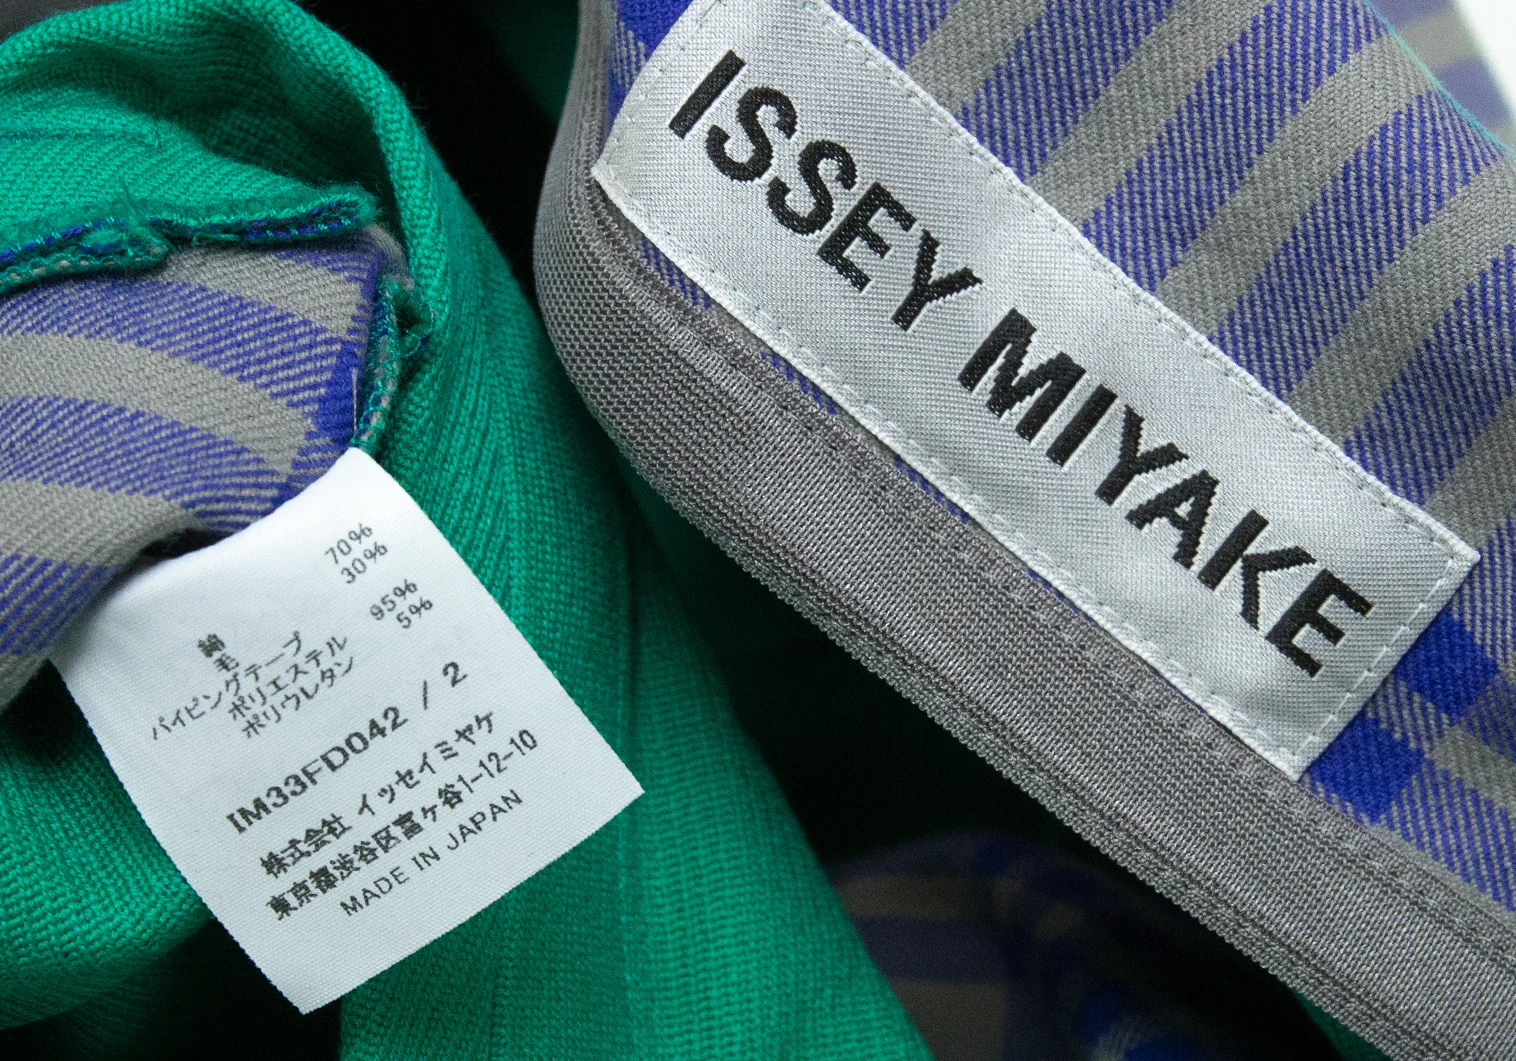 ISSEY MIYAKE
綿 70%
毛 30%
パイピングテープ
ポリエステル 95%
ポリウレタン 5%
IM33FD042 / 2
株式会社 イッセイミヤケ
東京都渋谷区富ヶ谷1-12-10
MADE IN JAPAN